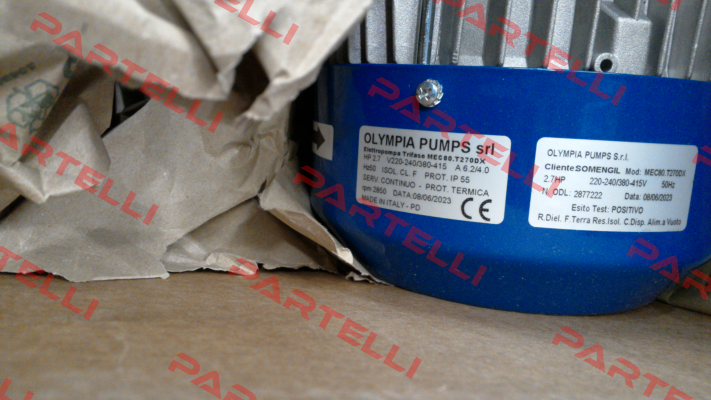 PARTELLI
PARTELLI
PARTELLI
PARTELLI
OLYMPIA PUMPS srl
Elettropompa Trifase MEC80.T270DX
HP 2.7 V220-240/380-415 A 6.2/4.0
Hz50 ISOL CL F PROT. IP 55
SERV. CONTINUO - PROT. TERMICA
rpm 2850 DATA:08/06/2023
MADE IN ITALY - PD
CE
OLYMPIA PUMPS S.r.l.
Cliente SOMENGIL Mod: MEC80.T270DX
2.7HP 220-240/380-415V 50Hz
N. ODL: 2877222 Data: 08/06/2023
Esito Test: POSITIVO
R.Diel. F.Terra Res.Isol. C.Disp. Alim.a Vuoto
PARTELLI
PARTELLI
PARTELLI
PARTELLI